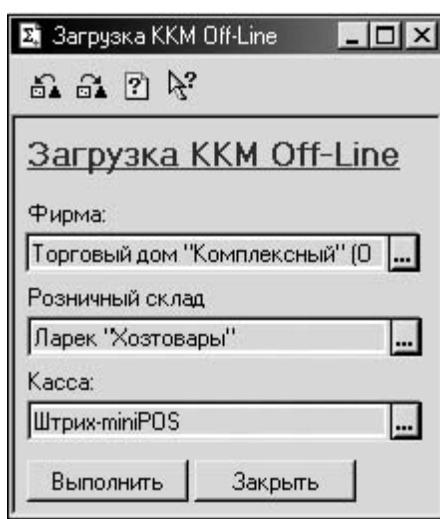 Загрузка ККМ Off-Line
Загрузка ККМ Off-Line
Фирма:
Торговый дом "Комплексный" (О
...
Розничный склад
Ларек "Хозтовары"
...
Касса:
Штрих-miniPOS
...
Выполнить Закрыть